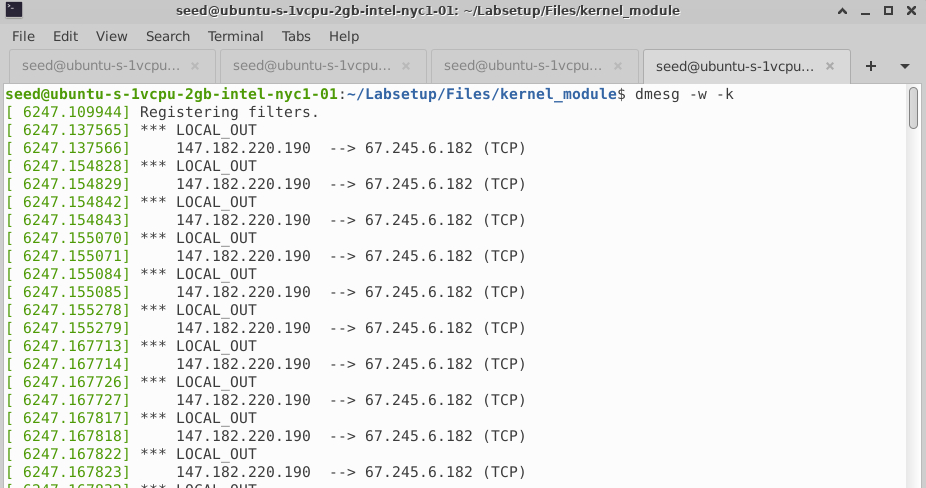 seed@ubuntu-s-1vcpu-2gb-intel-nyc1-01: ~/Labsetup/Files/kernel_module
File Edit View Search Terminal Tabs Help
seed@ubuntu-s-1vcpu... × seed@ubuntu-s-1vcpu... × seed@ubuntu-s-1vcpu... × seed@ubuntu-s-1vcpu... ×
seed@ubuntu-s-1vcpu-2gb-intel-nyc1-01:~/Labsetup/Files/kernel_module$ dmesg -w -k
[ 6247.109944] Registering filters.
[ 6247.137565] *** LOCAL_OUT
[ 6247.137566]     147.182.220.190  --> 67.245.6.182 (TCP)
[ 6247.154828] *** LOCAL_OUT
[ 6247.154829]     147.182.220.190  --> 67.245.6.182 (TCP)
[ 6247.154842] *** LOCAL_OUT
[ 6247.154843]     147.182.220.190  --> 67.245.6.182 (TCP)
[ 6247.155070] *** LOCAL_OUT
[ 6247.155071]     147.182.220.190  --> 67.245.6.182 (TCP)
[ 6247.155084] *** LOCAL_OUT
[ 6247.155085]     147.182.220.190  --> 67.245.6.182 (TCP)
[ 6247.155278] *** LOCAL_OUT
[ 6247.155279]     147.182.220.190  --> 67.245.6.182 (TCP)
[ 6247.167713] *** LOCAL_OUT
[ 6247.167714]     147.182.220.190  --> 67.245.6.182 (TCP)
[ 6247.167726] *** LOCAL_OUT
[ 6247.167727]     147.182.220.190  --> 67.245.6.182 (TCP)
[ 6247.167817] *** LOCAL_OUT
[ 6247.167818]     147.182.220.190  --> 67.245.6.182 (TCP)
[ 6247.167822] *** LOCAL_OUT
[ 6247.167823]     147.182.220.190  --> 67.245.6.182 (TCP)